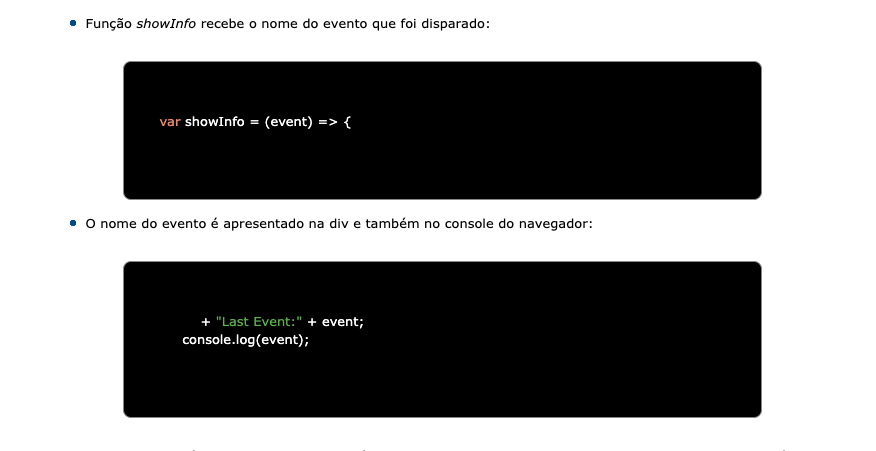 Função showInfo recebe o nome do evento que foi disparado:
var showInfo = (event) => {
O nome do evento é apresentado na div e também no console do navegador:
+ "Last Event:" + event;
console.log(event);